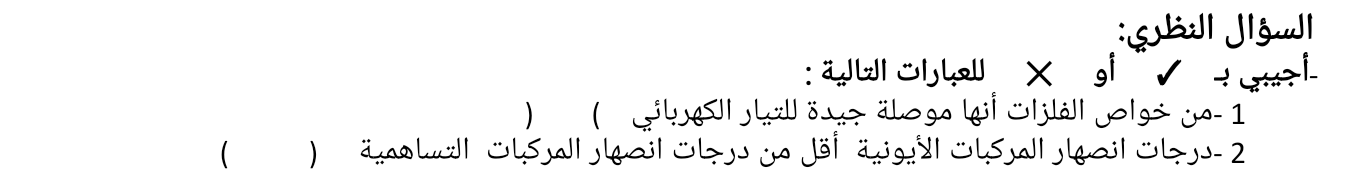 السؤال النظري:
-أجيبي بـ ✓ أو × للعبارات التالية :
1 -من خواص الفلزات أنها موصلة جيدة للتيار الكهربائي ( )
2 -درجات انصهار المركبات الأيونية أقل من درجات انصهار المركبات التساهمية ( )